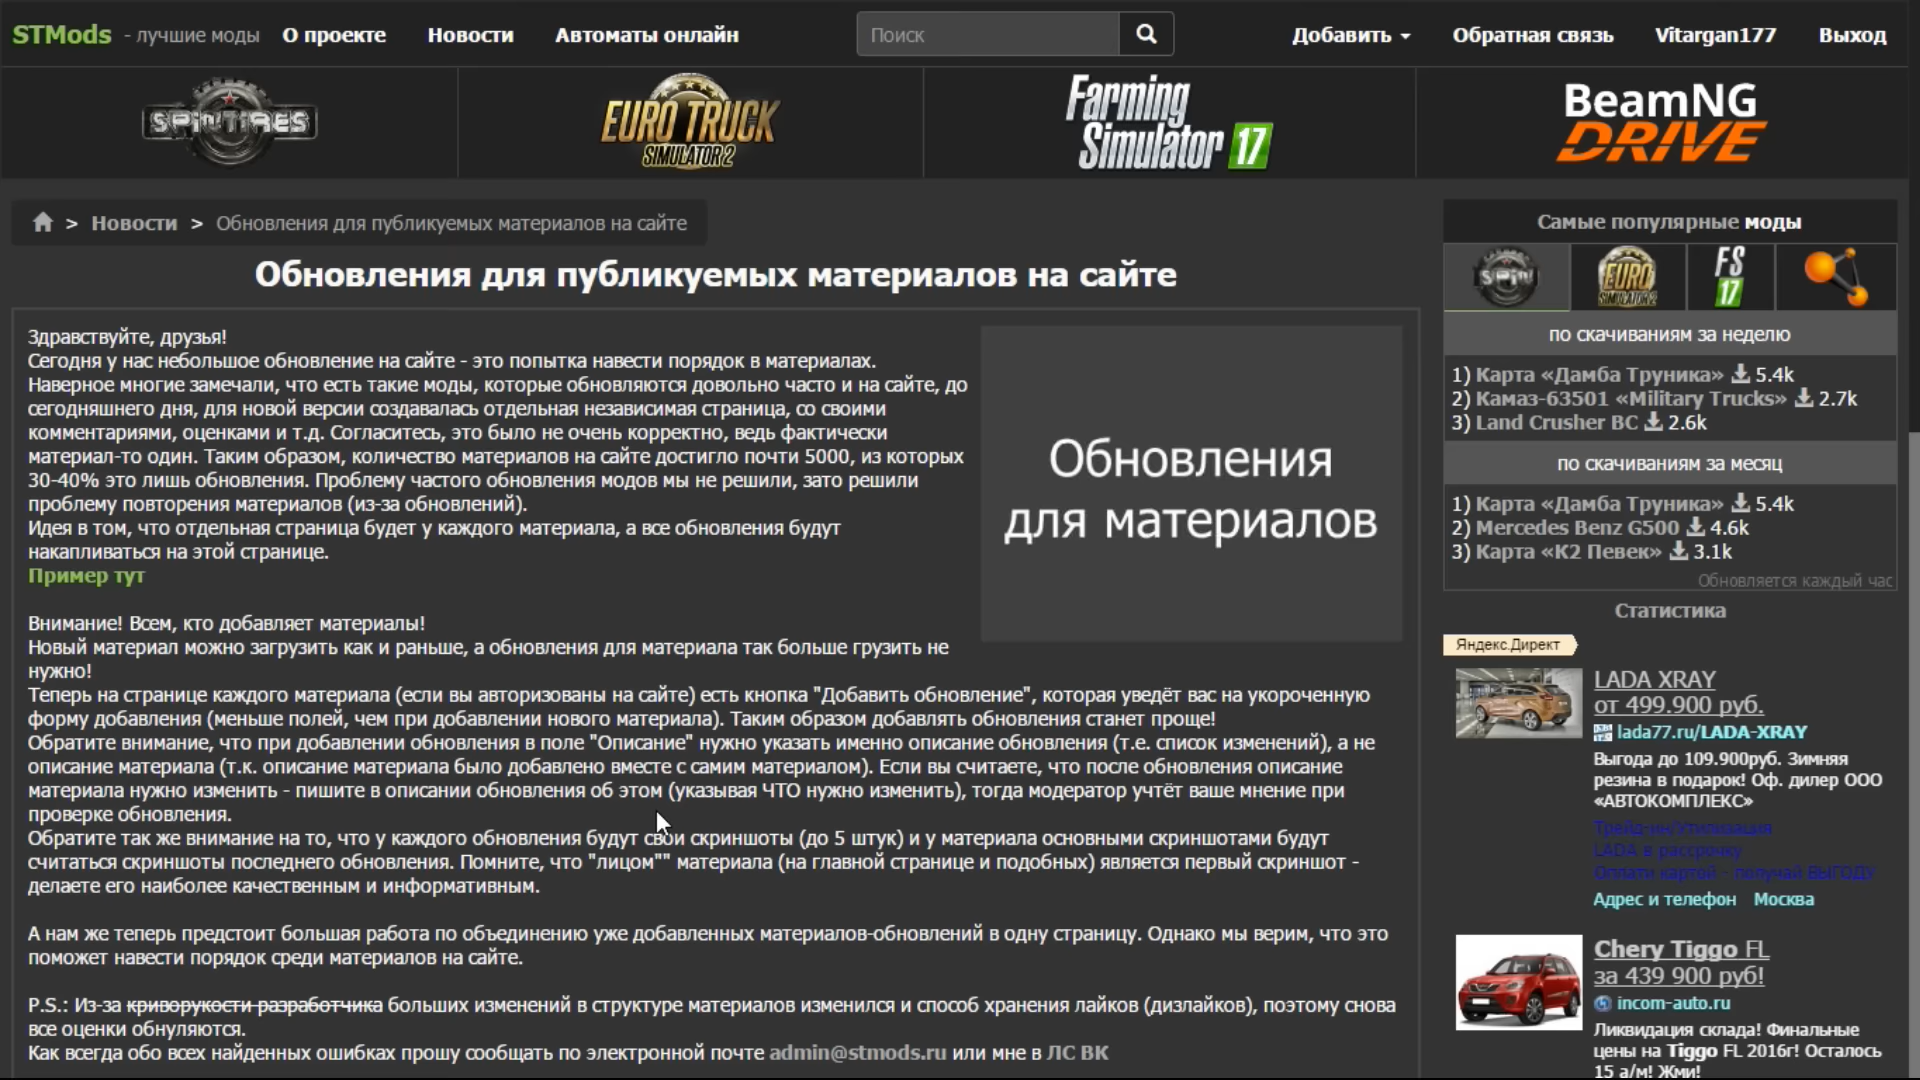 STMods - лучшие моды О проекте Новости Автоматы онлайн Поиск Добавить Обратная связь Vitargan177 Выход
SPINTIRES
EURO TRUCK
SIMULATOR 2
Farming
Simulator 17
BeamNG
DRIVE
> Новости > Обновления для публикуемых материалов на сайте
Обновления для публикуемых материалов на сайте
Здравствуйте, друзья!
Сегодня у нас небольшое обновление на сайте - это попытка навести порядок в материалах.
Наверное многие замечали, что есть такие моды, которые обновляются довольно часто и на сайте, до
сегодняшнего дня, для новой версии создавалась отдельная независимая страница, со своими
комментариями, оценками и т.д. Согласитесь, это было не очень корректно, ведь фактически
материал-то один. Таким образом, количество материалов на сайте достигло почти 5000, из которых
30-40% это лишь обновления. Проблему частого обновления модов мы не решили, зато решили
проблему повторения материалов (из-за обновлений).
Идея в том, что отдельная страница будет у каждого материала, а все обновления будут
накапливаться на этой странице.
Пример тут
Обновления
для материалов
Внимание! Всем, кто добавляет материалы!
Новый материал можно загрузить как и раньше, а обновления для материала так больше грузить не
нужно!
Теперь на странице каждого материала (если вы авторизованы на сайте) есть кнопка "Добавить обновление", которая уведёт вас на укороченную
форму добавления (меньше полей, чем при добавлении нового материала). Таким образом добавлять обновления станет проще!
Обратите внимание, что при добавлении обновления в поле "Описание" нужно указать именно описание обновления (т.е. список изменений), а не
описание материала (т.к. описание материала было добавлено вместе с самим материалом). Если вы считаете, что после обновления описание
материала нужно изменить - пишите в описании обновления об этом (указывая ЧТО нужно изменить), тогда модератор учтёт ваше мнение при
проверке обновления.
Обратите так же внимание на то, что у каждого обновления будут свои скриншоты (до 5 штук) и у материала основными скриншотами будут
считаться скриншоты последнего обновления. Помните, что "лицом"" материала (на главной странице и подобных) является первый скриншот -
делаете его наиболее качественным и информативным.
А нам же теперь предстоит большая работа по объединению уже добавленных материалов-обновлений в одну страницу. Однако мы верим, что это
поможет навести порядок среди материалов на сайте.
P.S.: Из-за криворукости разработчика больших изменений в структуре материалов изменился и способ хранения лайков (дизлайков), поэтому снова
все оценки обнуляются.
Как всегда обо всех найденных ошибках прошу сообщать по электронной почте admin@stmods.ru или мне в ЛС ВК
Самые популярные моды
SPIN
EURO
SIMULATOR 2
FS
17
по скачиваниям за неделю
1) Карта «Дамба Труника» 5.4k
2) Камаз-63501 «Military Trucks» 2.7k
3) Land Crusher BC 2.6k
по скачиваниям за месяц
1) Карта «Дамба Труника» 5.4k
2) Mercedes Benz G500 4.6k
3) Карта «К2 Певек» 3.1k
Обновляется каждый час
Статистика
Яндекс.Директ
LADA XRAY
от 499.900 руб.
lada77.ru/LADA-XRAY
Выгода до 109.900руб. Зимняя
резина в подарок! Оф. дилер ООО
«АВТОКОМПЛЕКС»
Трейд-ин/Утилизация
LADA в рассрочку
Оплати картой - получай ВЫГОДУ
Адрес и телефон Москва
Chery Tiggo FL
за 439 900 руб!
incom-auto.ru
Ликвидация склада! Финальные
цены на Tiggo FL 2016г! Осталось
15 а/м! Жми!